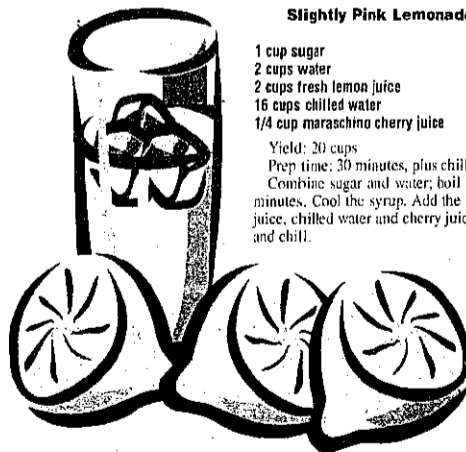 Slightly Pink Lemonad
1 cup sugar
2 cups water
2 cups fresh lemon juice
16 cups chilled water
1/4 cup maraschino cherry juice
Yield: 20 cups
Prep time: 30 minutes, plus chill
Combine sugar and water; boil
minutes. Cool the syrup. Add the
juice, chilled water and cherry juic
and chill.